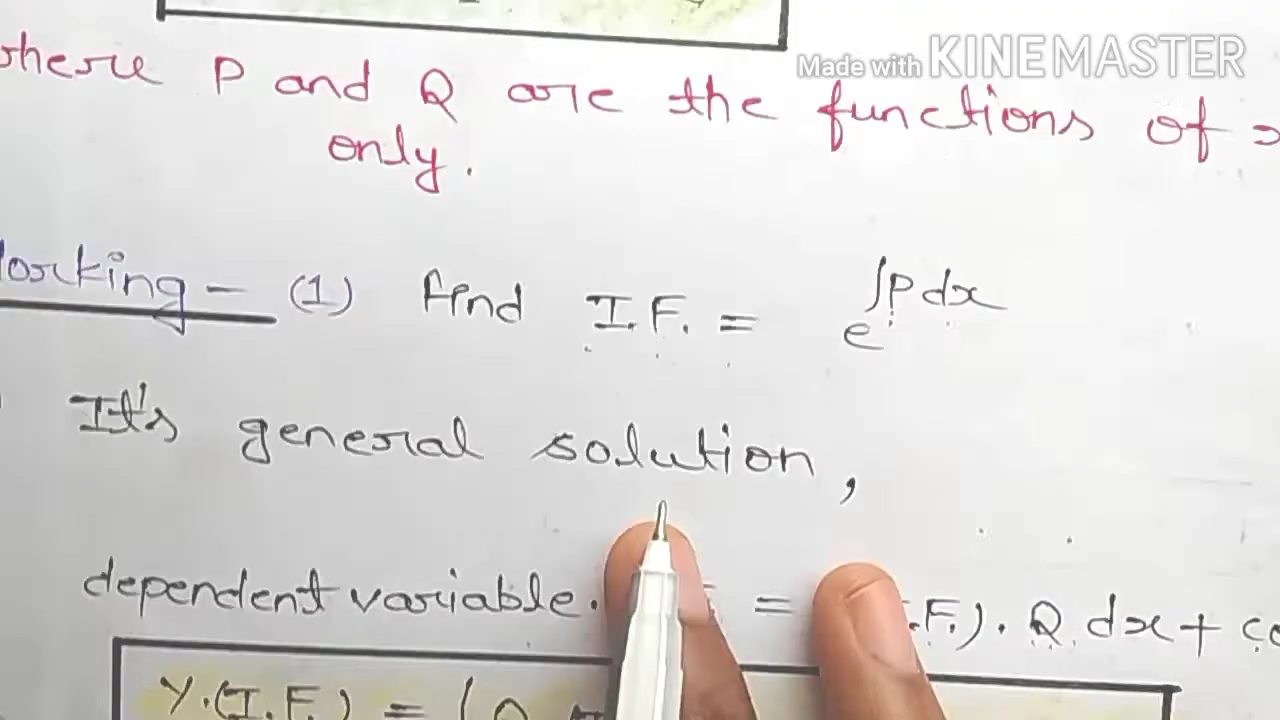 Made with KINEMASTER
where P and Q are the functions of x
only.
Working - (1) Find I.F. = e^∫P dx
It's general solution,
dependent variable. = .F.). Q dx +
Y.(I.F.) = ∫ Q